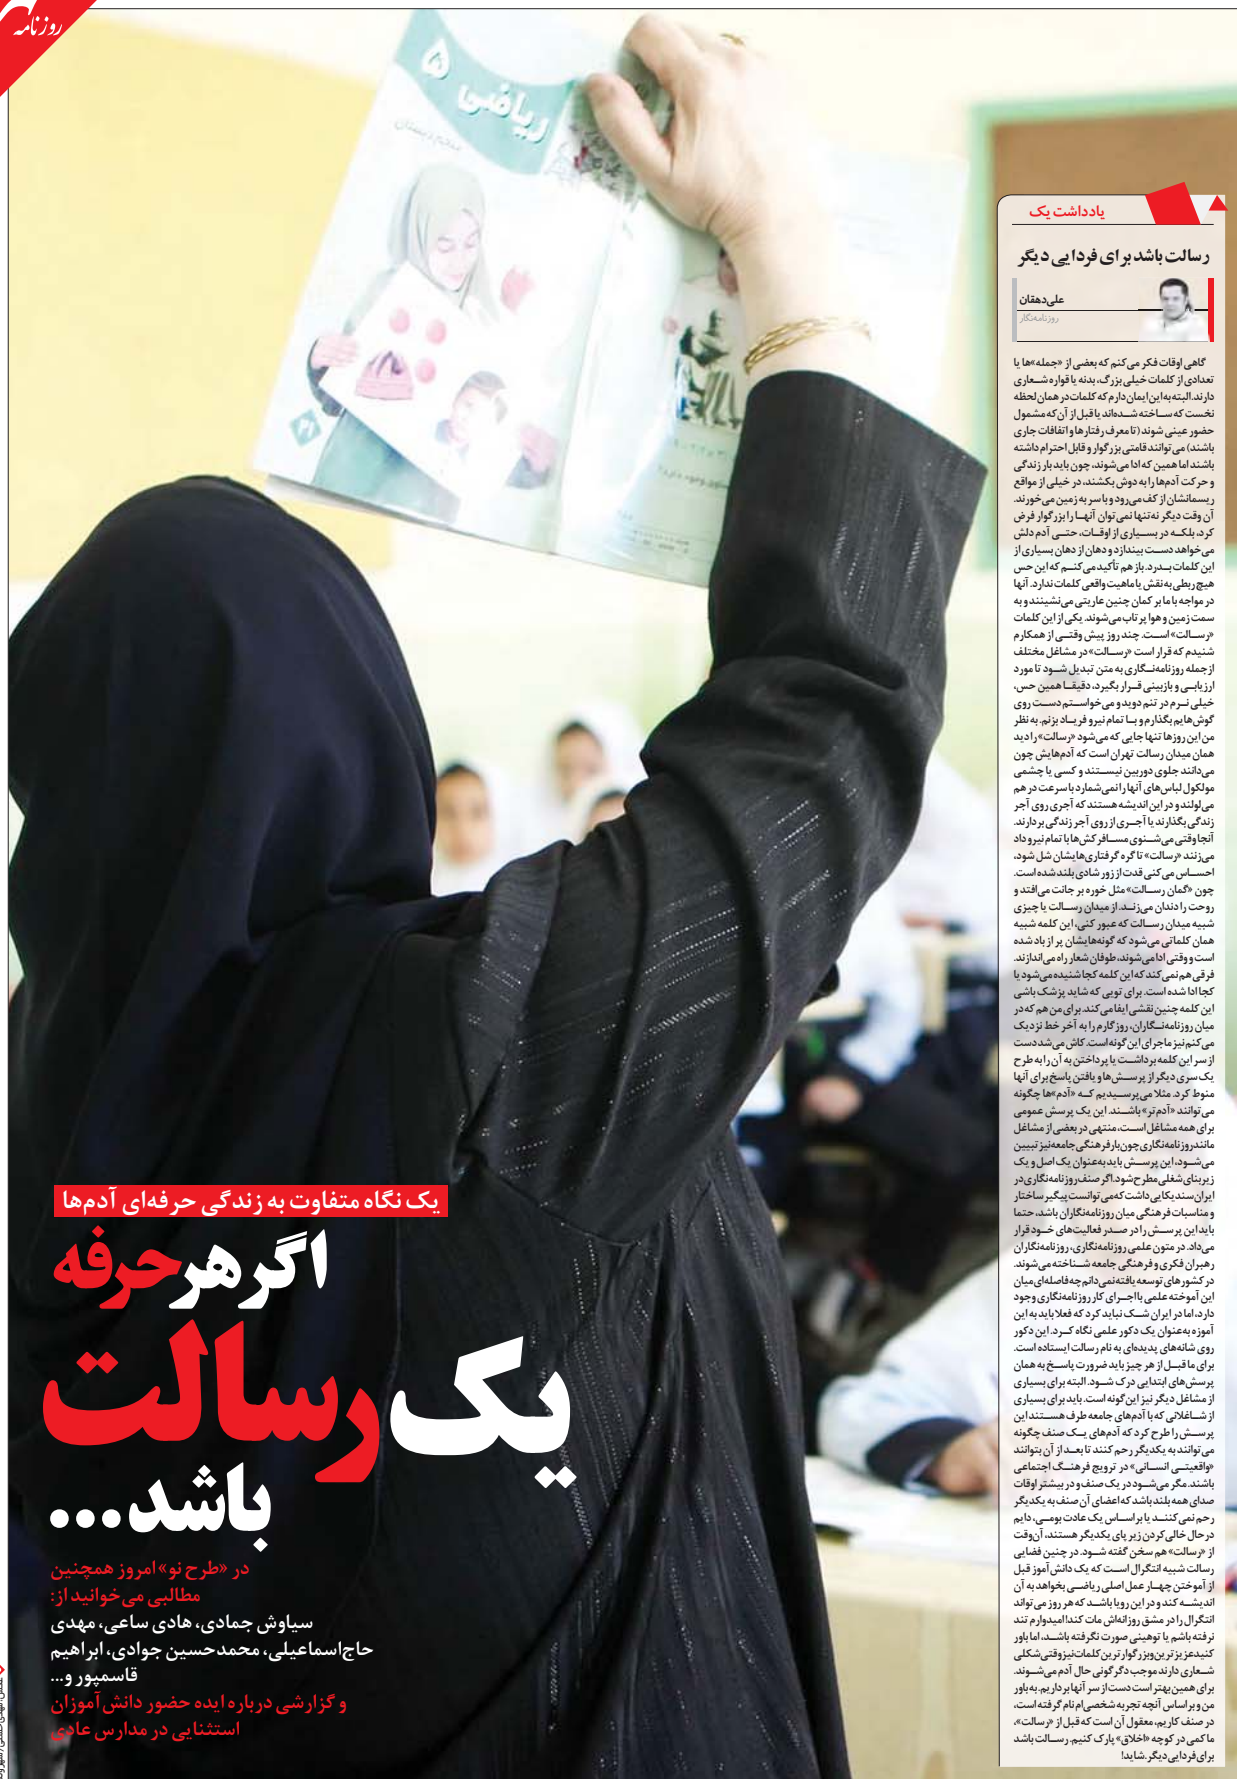 روزنامه
ریاضی ۵
پنجم دبستان
۲۱
یادداشت یک
رسالت باشد برای فردایی دیگر
علی‌دهقان
روزنامه‌نگار
گاهی اوقات فکر می‌کنم که بعضی از «جمله»ها یا
تعدادی از کلمات خیلی بزرگ، بدنه یا قواره شـعاری
دارند. البته به این ایمان دارم که کلمات در همان لحظه
نخست که سـاخته شـده‌اند یا قبل از آن که مشمول
حضور عینی شوند (تا معرف رفتارها و اتفاقات جاری
باشند) می‌توانند قامتی بزرگوار و قابل احترام داشته
باشند اما همین که ادا می‌شوند، چون باید بار زندگی
و حرکت آدم‌ها را به دوش بکشند، در خیلی از مواقع
ریسمانشان از کف می‌رود و با سر به زمین می‌خورند.
آن وقت دیگر نه‌تنها نمی‌توان آنهـا را بزرگوار فرض
کرد، بلکـه در بسـیاری از اوقـات، حتـی آدم دلش
می‌خواهد دست بیندازد و دهان از دهان بسیاری از
این کلمات بـدرد. باز هم تأکید می‌کنـم که این حس
هیچ ربطی به نقش یا ماهیت واقعی کلمات ندارد. آنها
در مواجه با ما بر کمان چنین عاریتی می‌نشینند و به
سمت زمین و هوا پرتاب می‌شوند. یکی از این کلمات
«رسـالت» اسـت. چند روز پیش وقتـی از همکارم
شنیدم که قرار است «رسـالت» در مشاغل مختلف
ازجمله روزنامه‌نـگاری به متن تبدیل شـود تا مورد
ارزیابـی و بازبینی قـرار بگیرد، دقیقـا همین حس،
خیلی نـرم در تنم دوید و می‌خواسـتم دسـت روی
گوش‌هایم بگذارم و بـا تمام نیرو فریـاد بزنم. به نظر
من این روزها تنها جایی که می‌شود «رسالت» را دید
همان میدان رسالت تهران است که آدم‌هایش چون
می‌دانند جلوی دوربین نیسـتند و کسی یا چشمی
مولکول لباس‌های آنها را نمی‌شمارد با سرعت در هم
می‌لولند و در این اندیشه هستند که آجری روی آجر
زندگی بگذارند یا آجـری از روی آجر زندگی بردارند.
آنجا وقتی می‌شـنوی مسـافرکش‌ها با تمام نیرو داد
می‌زنند «رسالت» تا گره گرفتاری‌هایشان شل شود،
احسـاس می‌کنی قدت از زور شادی بلند شده است.
چون «گمان رسـالت» مثل خوره بر جانت می‌افتد و
روحت را دندان می‌زنـد. از میدان رسـالت یا چیزی
شبیه میدان رسـالت که عبور کنی، این کلمه شبیه
همان کلماتی می‌شود که گونه‌هایشان پر از باد شده
است و وقتی ادا می‌شوند، طوفان شعار راه می‌اندازند.
فرقی هم نمی‌کند که این کلمه کجا شنیده می‌شود یا
کجا ادا شده است. برای تویی که شاید پزشک باشی
این کلمه چنین نقشی ایفا می‌کند. برای من هم که در
میان روزنامه‌نـگاران، روزگارم را به آخر خط نزدیک
می‌کنم نیز ماجرای این‌گونه است. کاش می‌شد دست
از سر این کلمه برداشـت یا پرداختن به آن را به طرح
یک سری دیگر از پرسـش‌ها و یافتن پاسخ برای آنها
منوط کرد. مثلا می‌پرسـیدیم کـه «آدم»ها چگونه
می‌توانند «آدم‌تر» باشـند. این یک پرسش عمومی
برای همه مشاغل اسـت، منتهی در بعضی از مشاغل
مانند روزنامه‌نگاری چون بار فرهنگی جامعه نیز تبیین
می‌شـود، این پرسـش باید به‌عنوان یک اصل و یک
زیربنای شغلی مطرح شود. اگر صنف روزنامه‌نگاری در
ایران سندیکایی داشت که می‌توانست پیگیر ساختار
و مناسبات فرهنگی میان روزنامه‌نگاران باشد، حتما
باید این پرسـش را در صـدر فعالیت‌های خـود قرار
می‌داد. در متون علمی روزنامه‌نگاری، روزنامه‌نگاران
رهبران فکری و فرهنگی جامعه شـناخته می‌شوند.
در کشورهای توسعه یافته نمی‌دانم چه فاصله‌ای میان
این آموخته علمی با اجـرای کار روزنامه‌نگاری وجود
دارد، اما در ایران شـک نباید کرد که فعلا باید به این
آموزه به‌عنوان یک دکور علمی نگاه کـرد. این دکور
روی شانه‌های پدیده‌ای به نام رسالت ایستاده است.
برای ما قبـل از هر چیز باید ضرورت پاسـخ به همان
پرسش‌های ابتدایی درک شـود. البته برای بسیاری
از مشاغل دیگر نیز این گونه است. باید برای بسیاری
از شـاغلانی که با آدم‌های جامعه طرف هسـتند این
پرسـش را طرح کرد که آدم‌های یـک صنف چگونه
می‌توانند به یکدیگر رحم کنند تا بعـد از آن بتوانند
«واقعیتـی انسـانی» در ترویج فرهنـگ اجتماعی
باشند. مگر می‌شـود در یک صنف و در بیشتر اوقات
صدای همه بلند باشد که اعضای آن صنف به یکدیگر
رحم نمی‌کننـد یا براسـاس یک عادت بومـی، دایم
درحال خالی کردن زیر پای یکدیگر هستند، آن‌وقت
از «رسالت» هم سخن گفته شـود. در چنین فضایی
رسالت شبیه انتگرال اسـت که یک دانش‌آموز قبل
از آموختن چهـار عمل اصلی ریاضـی بخواهد به آن
اندیشـه کند و در این رویا باشـد که هر روز می‌تواند
انتگرال را در مشق روزانه‌اش مات کند! امیدوارم تند
نرفته باشم یا توهینی صورت نگرفته باشـد، اما باور
کنید عزیزترین و بزرگوارترین کلمات نیز وقتی شکلی
شـعاری دارند موجب دگرگونی حال آدم می‌شـوند.
برای همین بهتر است دست از سر آنها برداریم. به باور
من و بر اساس آنچه تجربه شخصی‌ام نام گرفته است،
در صنف کاریم، معقول آن است که قبل از «رسالت»،
ما کمی در کوچه «اخلاق» پارک کنیم. رسـالت باشد
برای فردایی دیگر. شاید!
یک نگاه متفاوت به زندگی حرفه‌ای آدم‌ها
اگر هر حرفه
یک رسالت
باشد...
در «طرح نو» امروز همچنین
مطالبی می‌خوانید از:
سیاوش جمادی، هادی ساعی، مهدی
حاج‌اسماعیلی، محمدحسین جوادی، ابراهیم
قاسمپور و...
و گزارشی درباره ایده حضور دانش‌آموزان
استثنایی در مدارس عادی